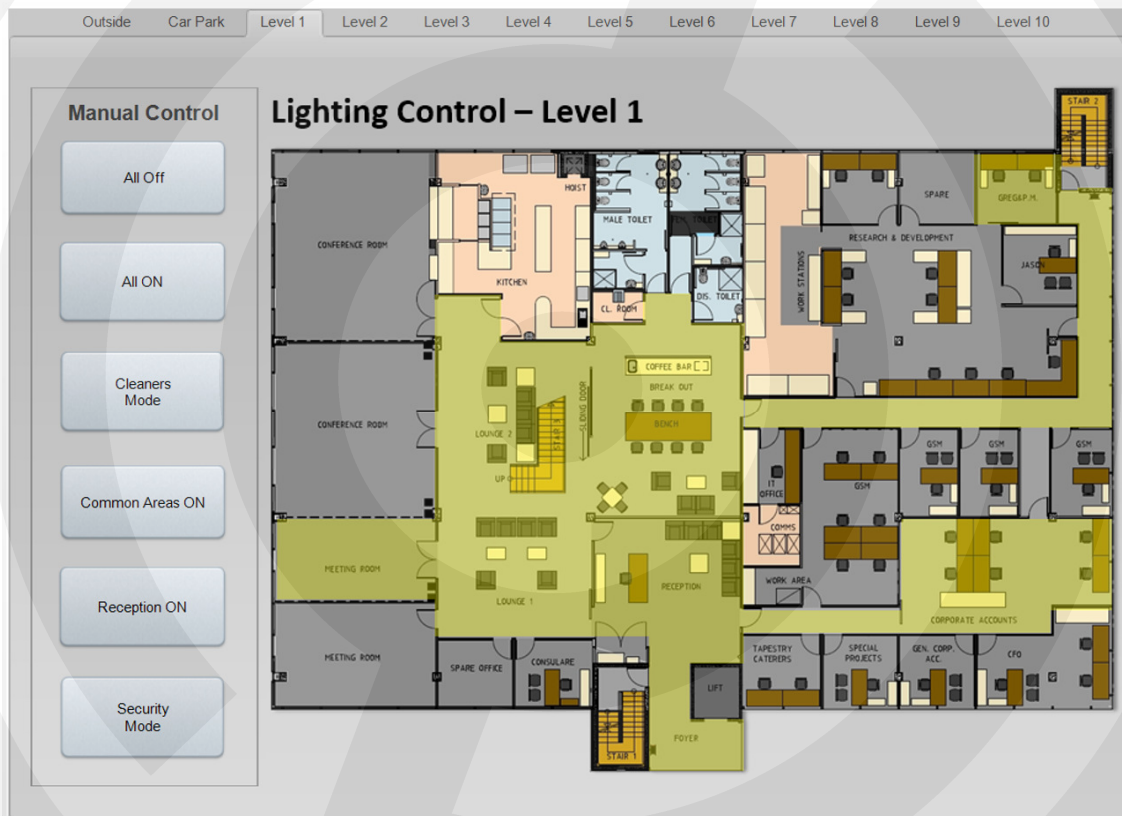 Outside Car Park Level 1 Level 2 Level 3 Level 4 Level 5 Level 6 Level 7 Level 8 Level 9 Level 10
Manual Control
All Off
All ON
Cleaners
Mode
Common Areas ON
Reception ON
Security
Mode
Lighting Control – Level 1
STAIR 2
HOIST
CONFERENCE ROOM
KITCHEN
MALE TOILET
FEM. TOILET
CL. ROOM
DIS. TOILET
WORK STATIONS
SPARE
GREG&P.M.
RESEARCH & DEVELOPMENT
JASON
CONFERENCE ROOM
LOUNGE 2
UP
STAIR 3
SLIDING DOOR
COFFEE BAR
BREAK OUT
BENCH
IT
OFFICE
GSM
GSM
GSM
GSM
COMMS
WORK AREA
MEETING ROOM
LOUNGE 1
RECEPTION
CORPORATE ACCOUNTS
MEETING ROOM
SPARE OFFICE
CONSULARE
LIFT
TAPESTRY
CATERERS
SPECIAL
PROJECTS
GEN. CORP.
ACC.
CFO
FOYER
STAIR 1